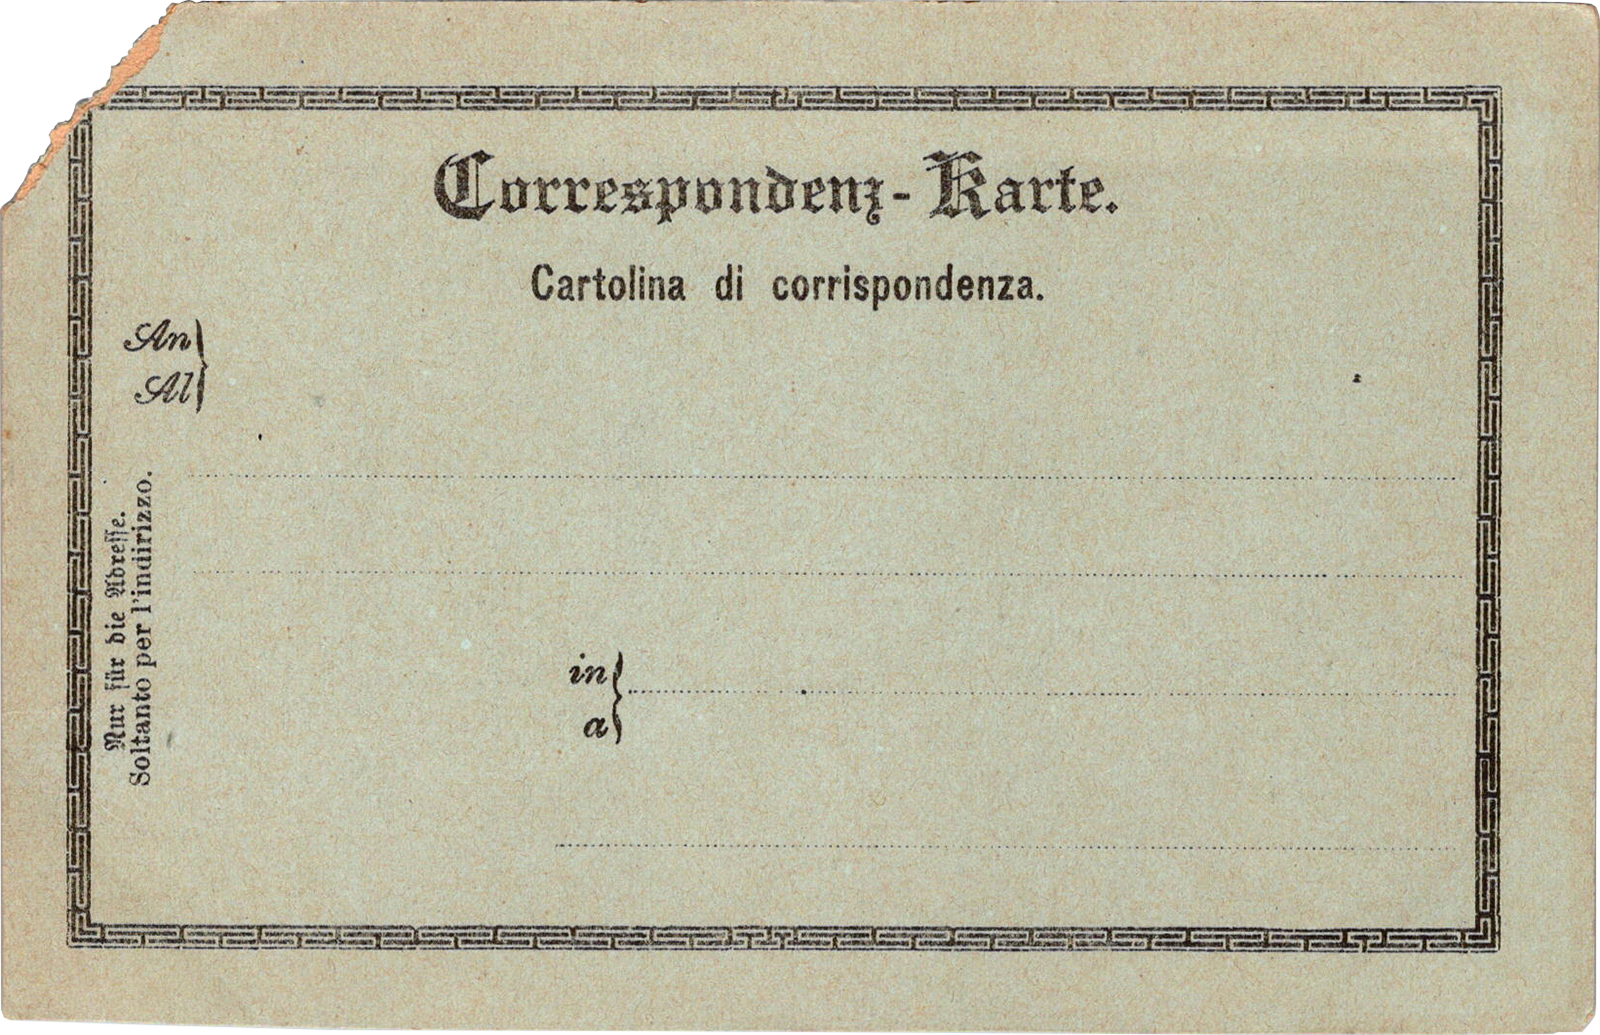 Correspondenz-Karte.
Cartolina di corrispondenza.
An
Al
Nur für die Adresse.
Soltanto per l'indirizzo.
in
a